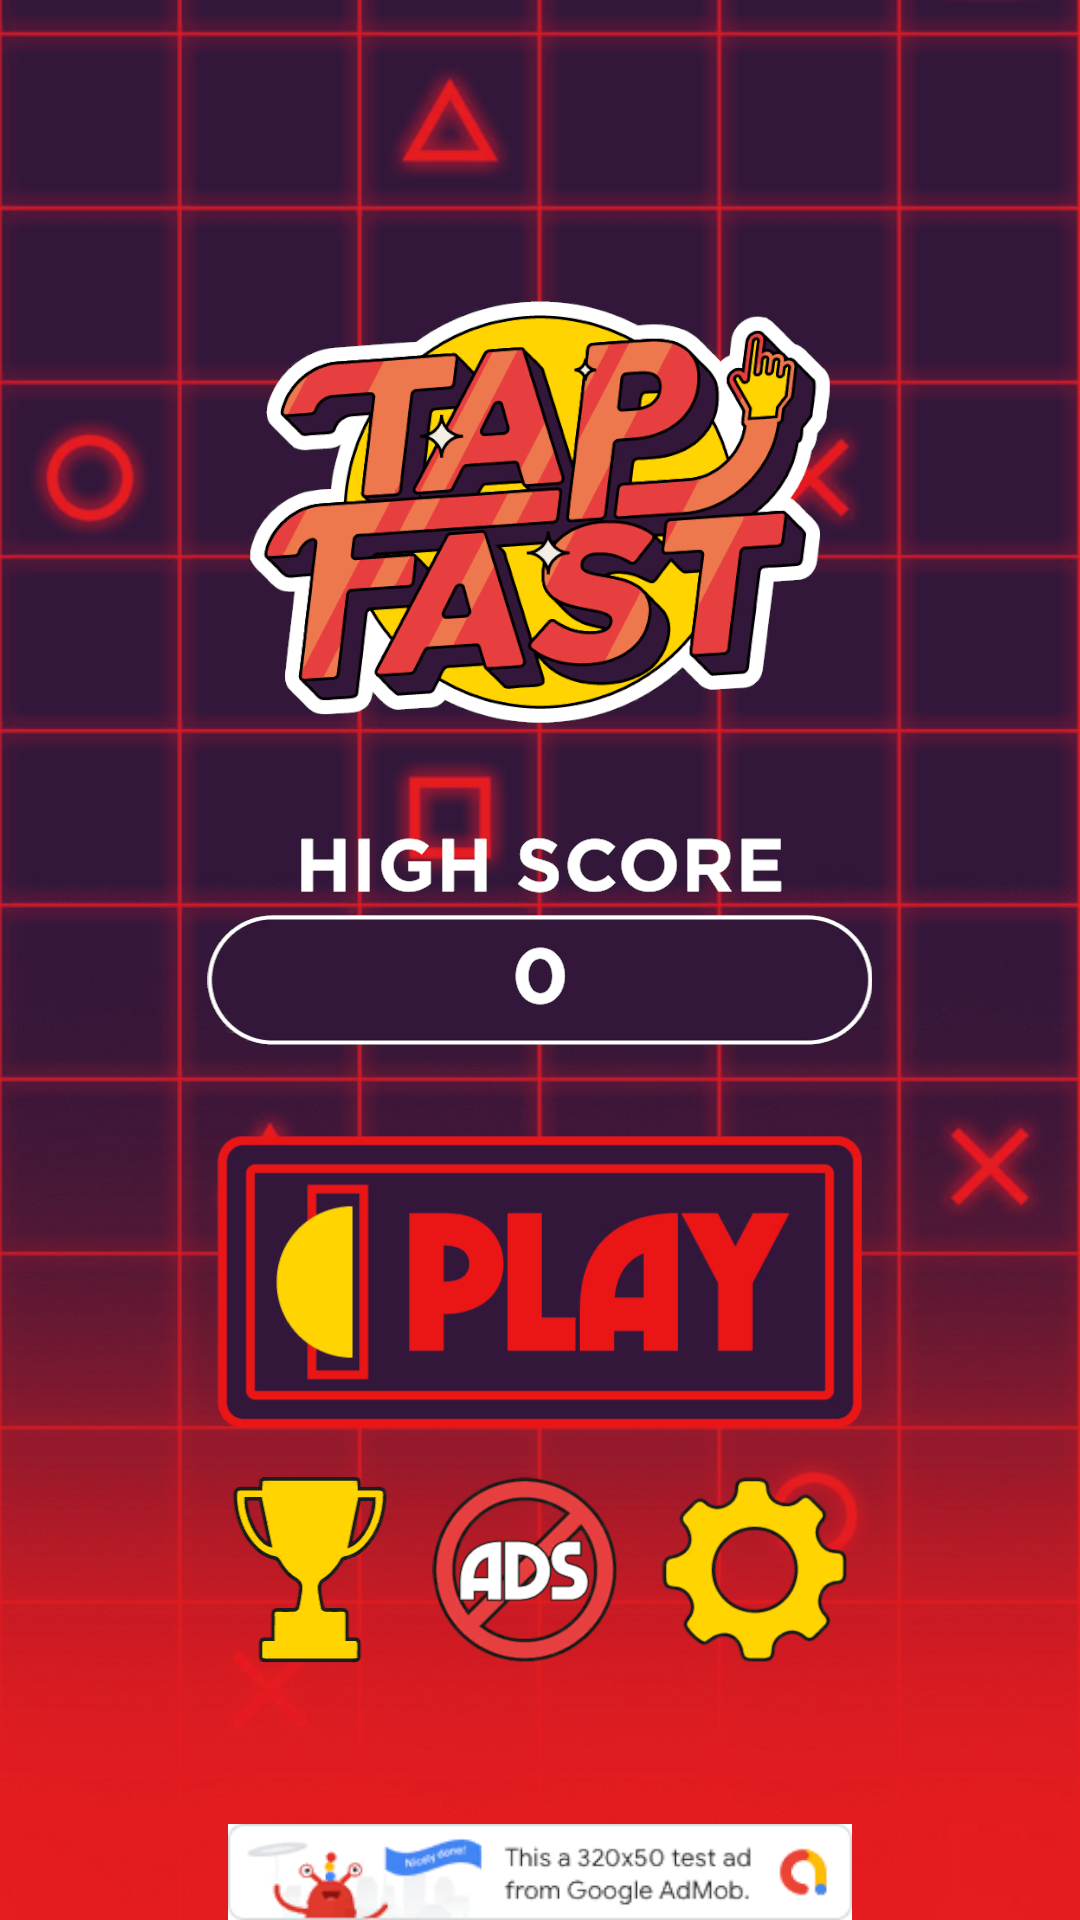 TAP
FAST
HIGH SCORE
0
PLAY
ADS
Nicely done!
This a 320x50 test ad
from Google AdMob.